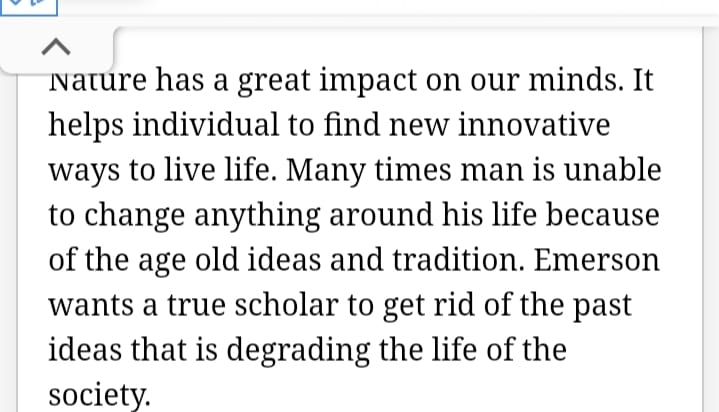 Nature has a great impact on our minds. It
helps individual to find new innovative
ways to live life. Many times man is unable
to change anything around his life because
of the age old ideas and tradition. Emerson
wants a true scholar to get rid of the past
ideas that is degrading the life of the
society.